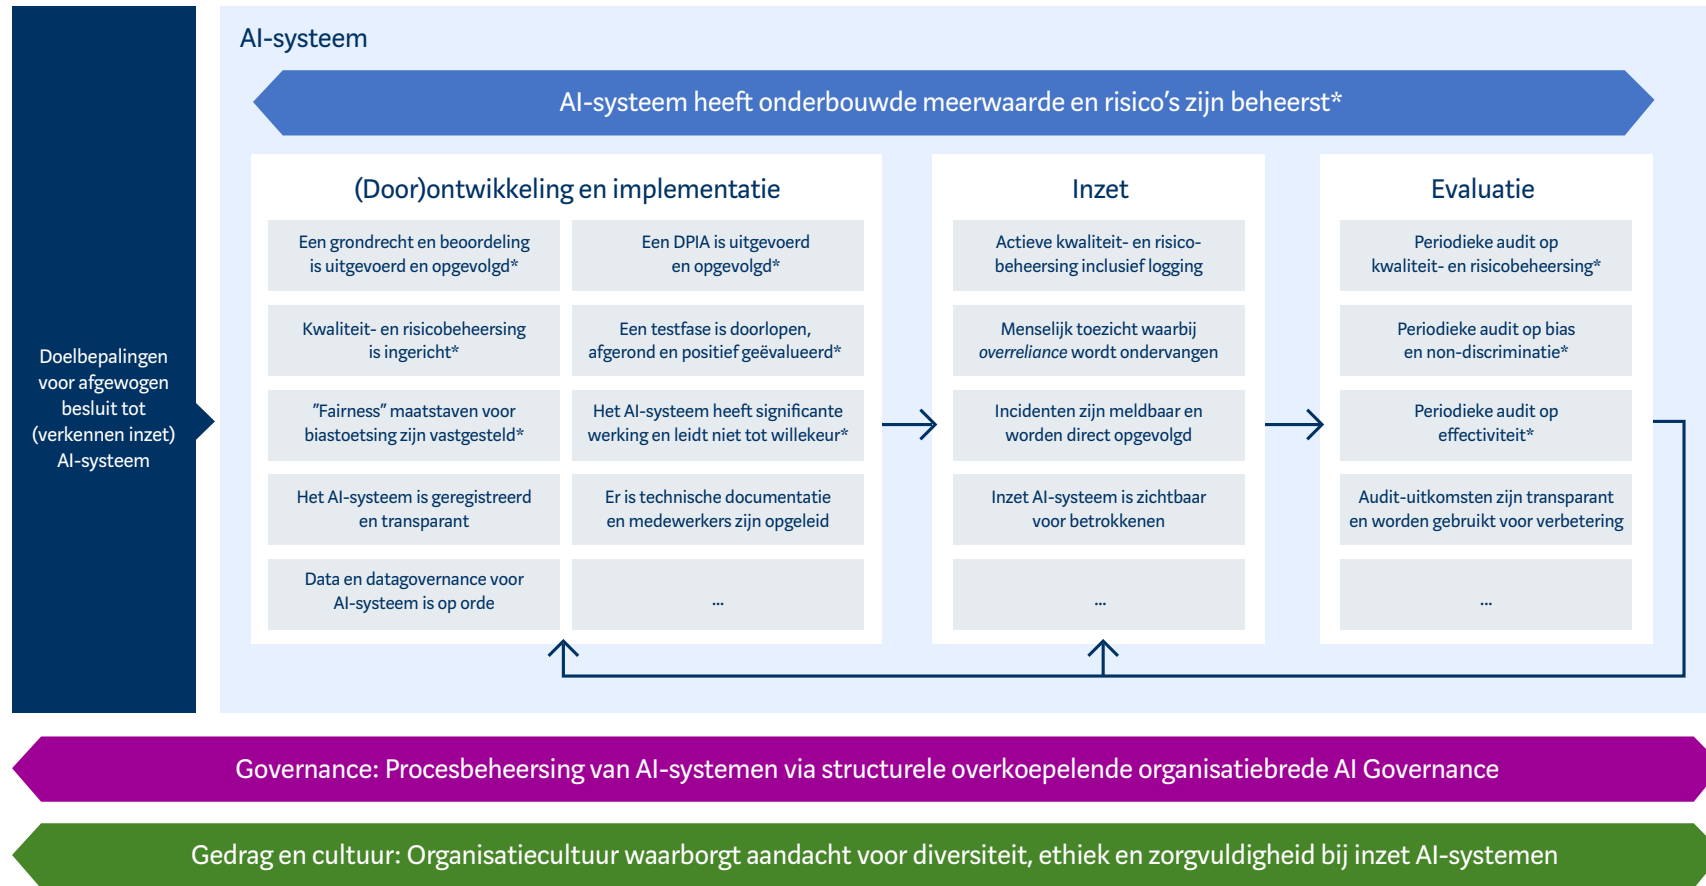 Doelbepalingen
voor afgewogen
besluit tot
(verkennen inzet)
AI-systeem
AI-systeem
AI-systeem heeft onderbouwde meerwaarde en risico’s zijn beheerst*
(Door)ontwikkeling en implementatie
Een grondrecht en beoordeling
is uitgevoerd en opgevolgd*
Een DPIA is uitgevoerd
en opgevolgd*
Kwaliteit- en risicobeheersing
is ingericht*
Een testfase is doorlopen,
afgerond en positief geëvalueerd*
”Fairness” maatstaven voor
biastoetsing zijn vastgesteld*
Het AI-systeem heeft significante
werking en leidt niet tot willekeur*
Het AI-systeem is geregistreerd
en transparant
Er is technische documentatie
en medewerkers zijn opgeleid
Data en datagovernance voor
AI-systeem is op orde
...
Inzet
Actieve kwaliteit- en risico-
beheersing inclusief logging
Menselijk toezicht waarbij
overreliance wordt ondervangen
Incidenten zijn meldbaar en
worden direct opgevolgd
Inzet AI-systeem is zichtbaar
voor betrokkenen
...
Evaluatie
Periodieke audit op
kwaliteit- en risicobeheersing*
Periodieke audit op bias
en non-discriminatie*
Periodieke audit op
effectiviteit*
Audit-uitkomsten zijn transparant
en worden gebruikt voor verbetering
...
Governance: Procesbeheersing van AI-systemen via structurele overkoepelende organisatiebrede AI Governance
Gedrag en cultuur: Organisatiecultuur waarborgt aandacht voor diversiteit, ethiek en zorgvuldigheid bij inzet AI-systemen